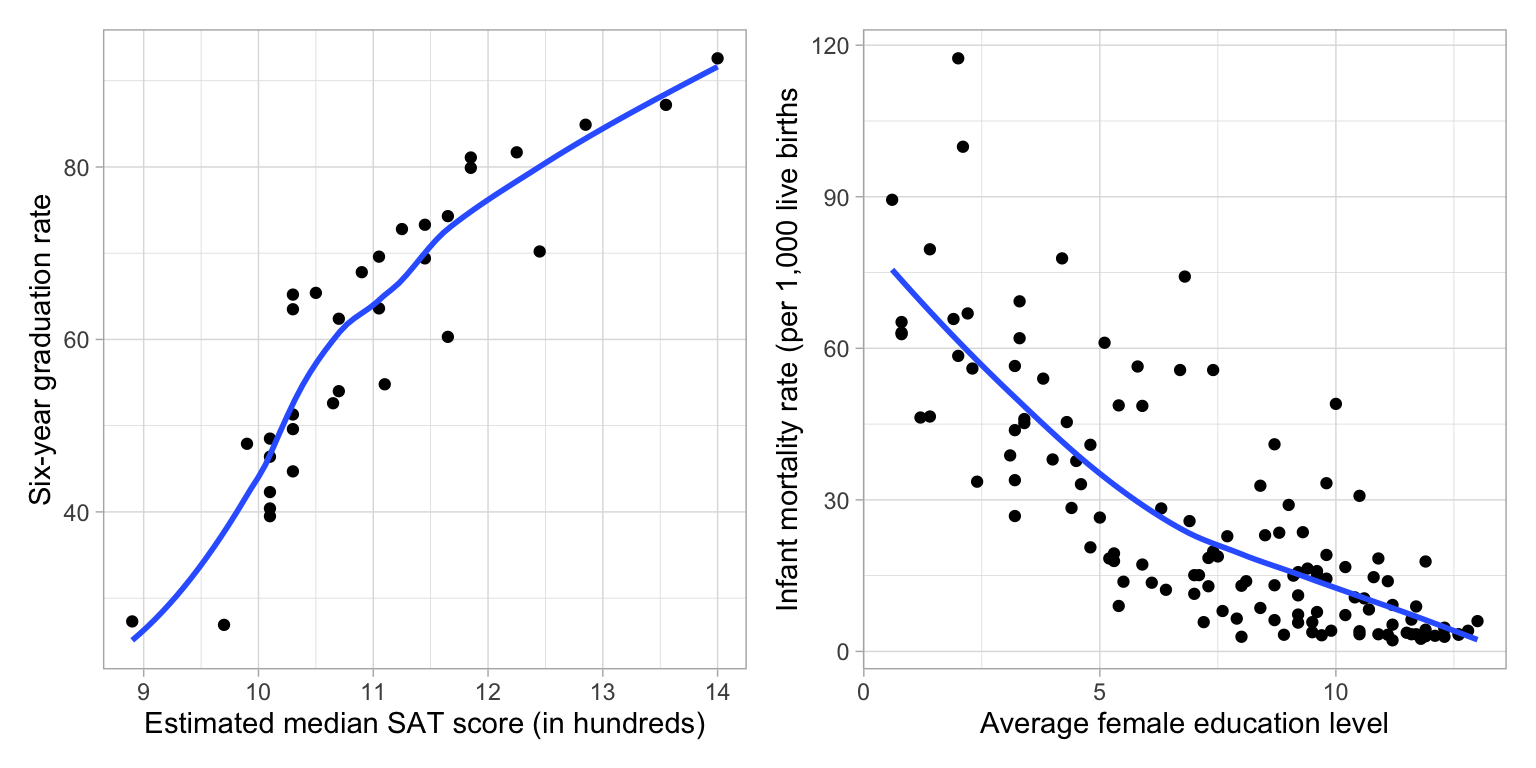 Six-year graduation rate
80
60
40
9 10 11 12 13 14
Estimated median SAT score (in hundreds)
Infant mortality rate (per 1,000 live births
120
90
60
30
0
0 5 10
Average female education level